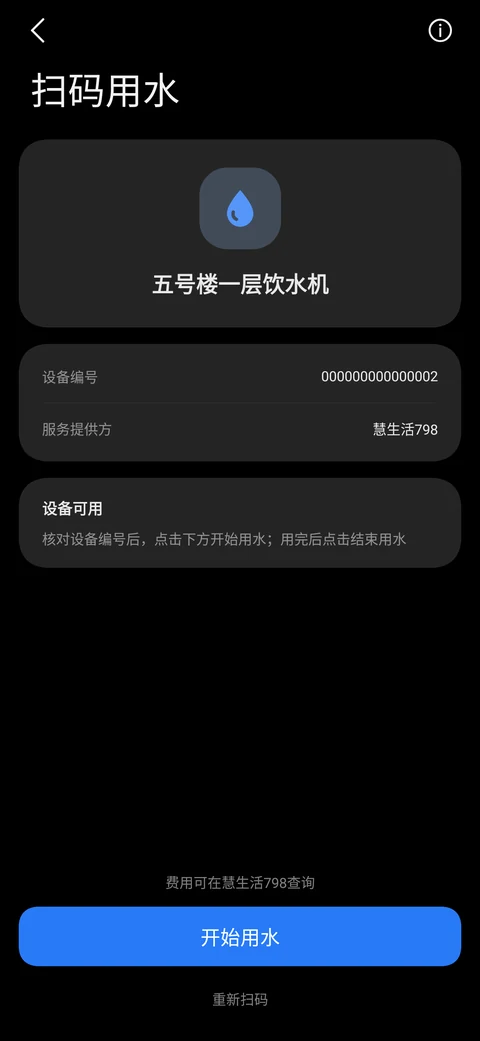 扫码用水
五号楼一层饮水机
设备编号 000000000000002
服务提供方 慧生活798
设备可用
核对设备编号后，点击下方开始用水；用完后点击结束用水
费用可在慧生活798查询
开始用水
重新扫码